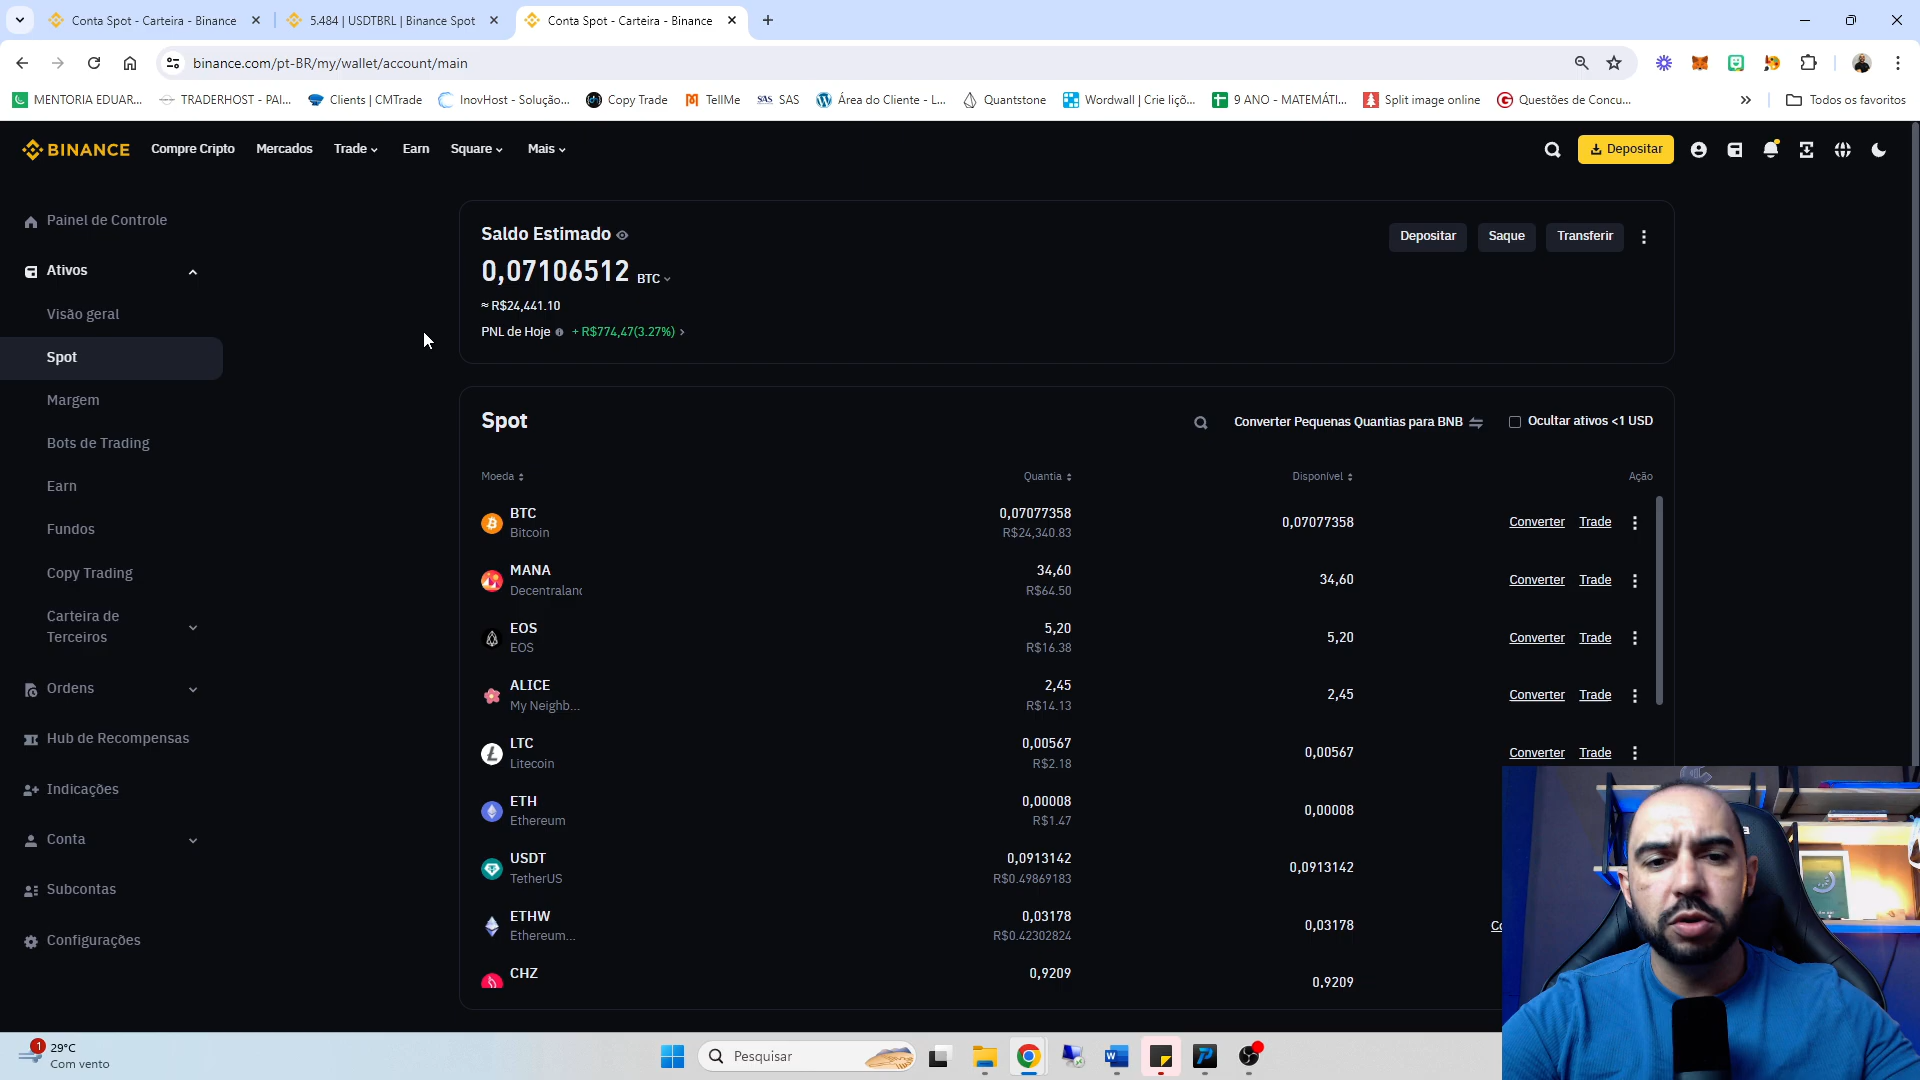 Conta Spot - Carteira - Binance
5.484 | USDTBRL | Binance Spot
Conta Spot - Carteira - Binance
binance.com/pt-BR/my/wallet/account/main
MENTORIA EDUAR...
TRADERHOST - PAI...
Clients | CMTrade
InovHost - Solução...
Copy Trade
TellMe
SAS SAS
Área do Cliente - L...
Quantstone
Wordwall | Crie liçõ...
9 ANO - MATEMÁTI...
Split image online
Questões de Concu...
Todos os favoritos
BINANCE
Compre Cripto
Mercados
Trade
Earn
Square
Mais
Depositar
Painel de Controle
Ativos
Visão geral
Spot
Margem
Bots de Trading
Earn
Fundos
Copy Trading
Carteira de
Terceiros
Ordens
Hub de Recompensas
Indicações
Conta
Subcontas
Configurações
Saldo Estimado
0,07106512 BTC
≈ R$24,441.10
PNL de Hoje + R$774,47(3.27%)
Depositar
Saque
Transferir
Spot
Converter Pequenas Quantias para BNB
Ocultar ativos <1 USD
Moeda Quantia Disponível Ação
BTC 0,07077358 0,07077358 Converter Trade
Bitcoin R$24,340.83
MANA 34,60 34,60 Converter Trade
Decentraland R$64.50
EOS 5,20 5,20 Converter Trade
EOS R$16.38
ALICE 2,45 2,45 Converter Trade
My Neighb... R$14.13
LTC 0,00567 0,00567 Converter Trade
Litecoin R$2.18
ETH 0,00008 0,00008
Ethereum R$1.47
USDT 0,0913142 0,0913142
TetherUS R$0.49869183
ETHW 0,03178 0,03178 Co
Ethereum... R$0.42302824
CHZ 0,9209 0,9209
1
29°C
Com vento
Pesquisar